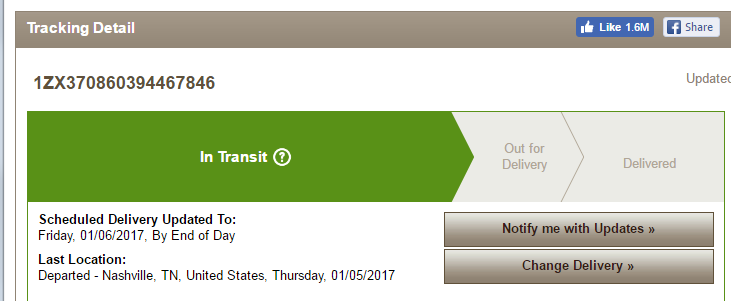 Tracking Detail
Like 1.6M
Share
1ZX370860394467846
Updated
In Transit ?
Out for
Delivery
Delivered
Scheduled Delivery Updated To:
Friday, 01/06/2017, By End of Day
Notify me with Updates »
Last Location:
Departed - Nashville, TN, United States, Thursday, 01/05/2017
Change Delivery »